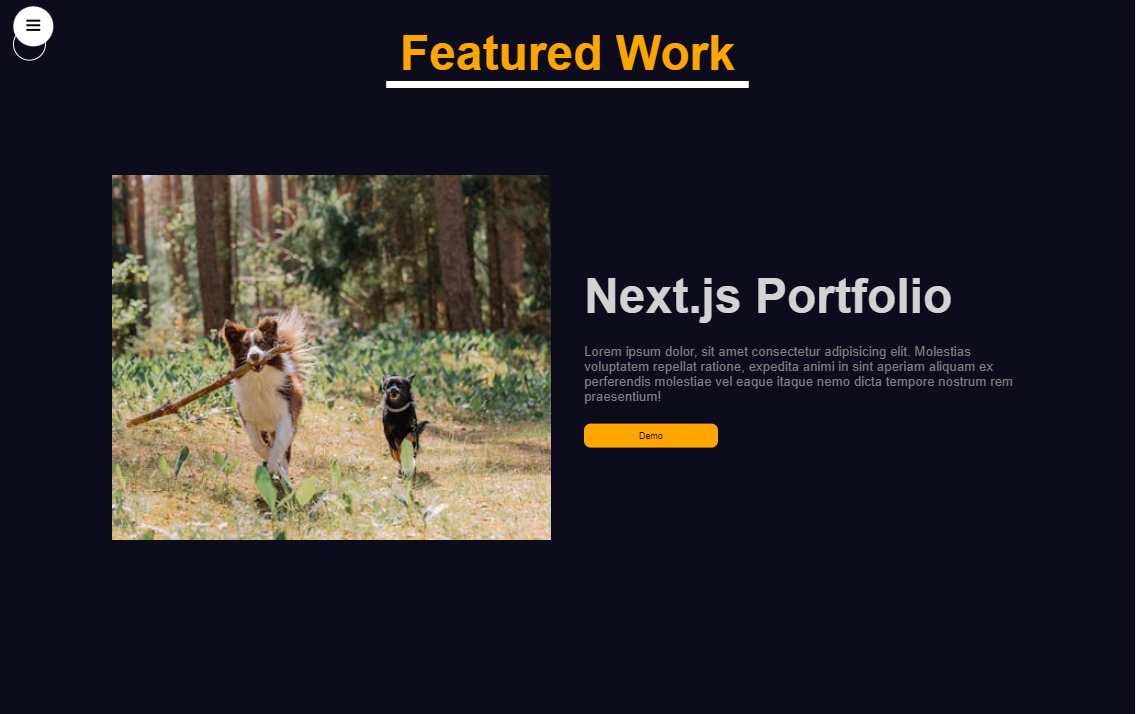 Featured Work
Next.js Portfolio
Lorem ipsum dolor, sit amet consectetur adipisicing elit. Molestias
voluptatem repellat ratione, expedita animi in sint aperiam aliquam ex
perferendis molestiae vel eaque itaque nemo dicta tempore nostrum rem
praesentium!
Demo